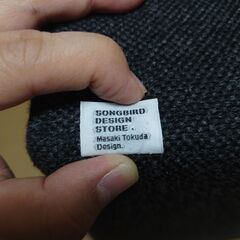 SONGBIRD
DESIGN
STORE.
Masaki Tokuda
Design.